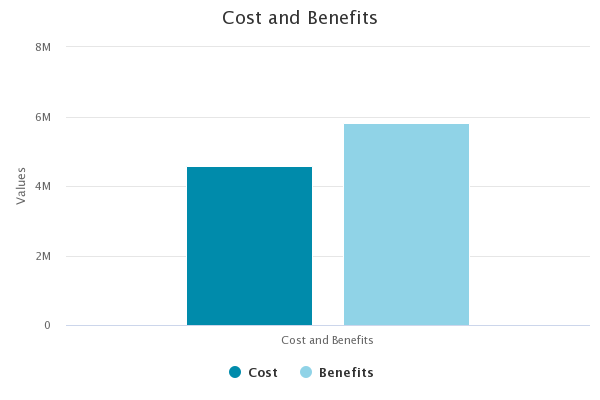 Cost and Benefits
8M
6M
4M
2M
0
Values
Cost and Benefits
Cost
Benefits